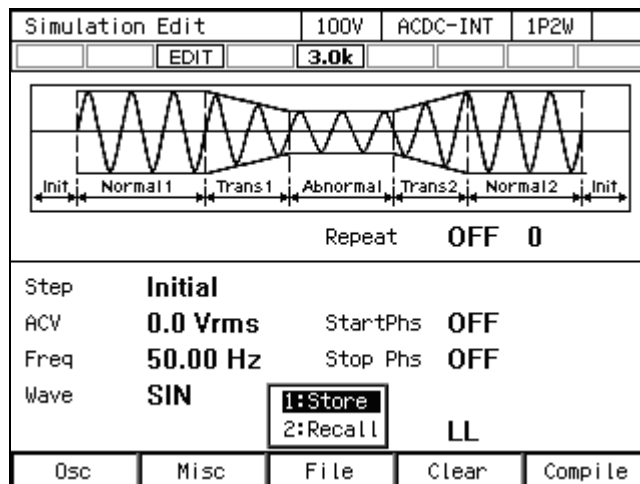 Simulation Edit 100V ACDC-INT 1P2W
EDIT 3.0k
Init Normal1 Trans1 Abnormal Trans2 Normal2 Init
Repeat OFF 0
Step Initial
ACV 0.0 Vrms StartPhs OFF
Freq 50.00 Hz Stop Phs OFF
Wave SIN
1:Store
2:Recall LL
Osc Misc File Clear Compile